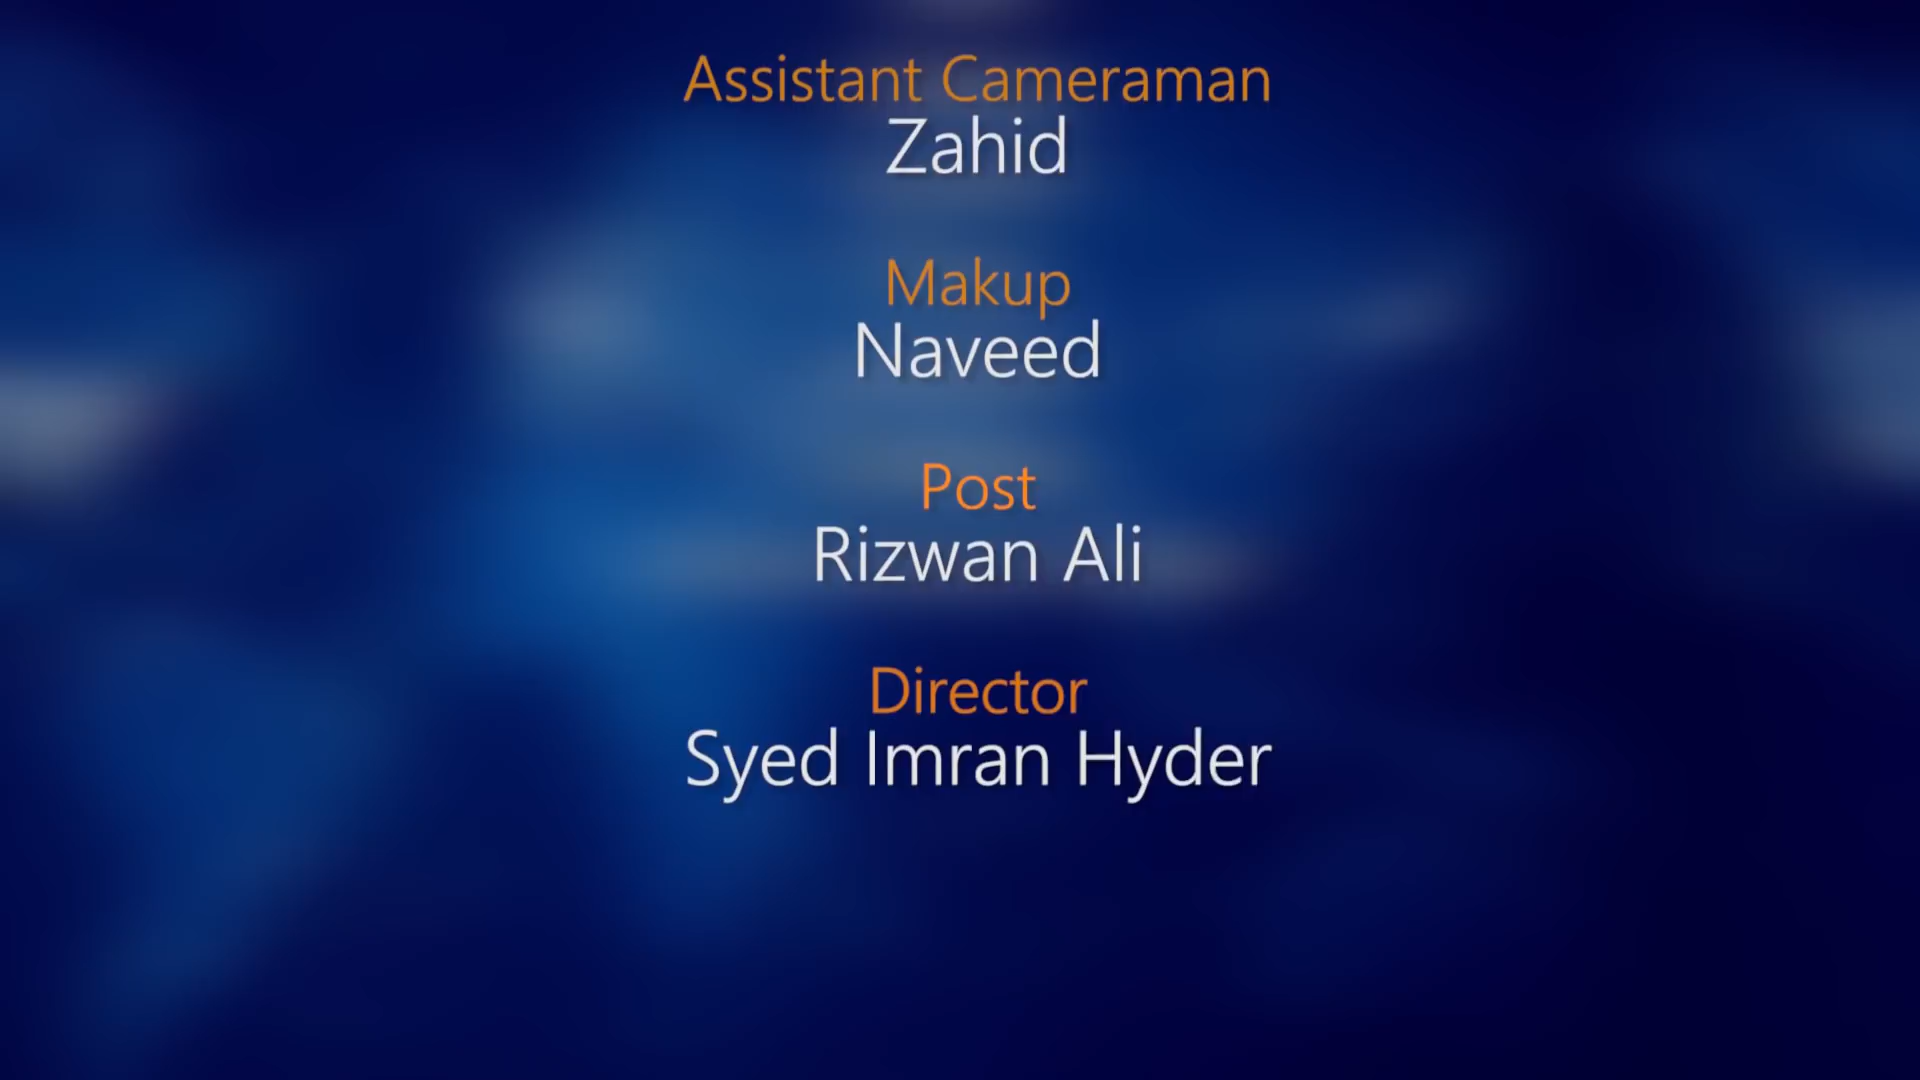 Assistant Cameraman
Zahid
Makup
Naveed
Post
Rizwan Ali
Director
Syed Imran Hyder